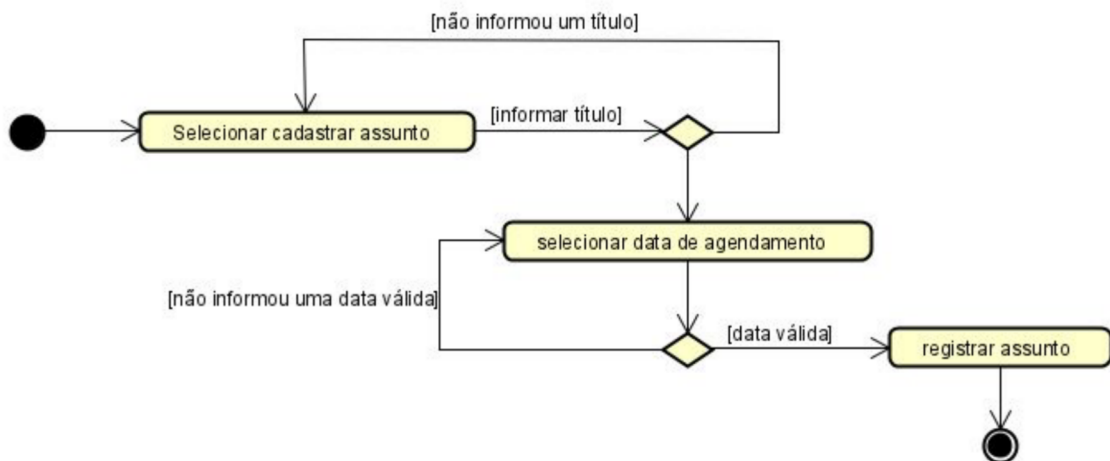 [não informou um título]
Selecionar cadastrar assunto
[informar título]
selecionar data de agendamento
[não informou uma data válida]
[data válida]
registrar assunto